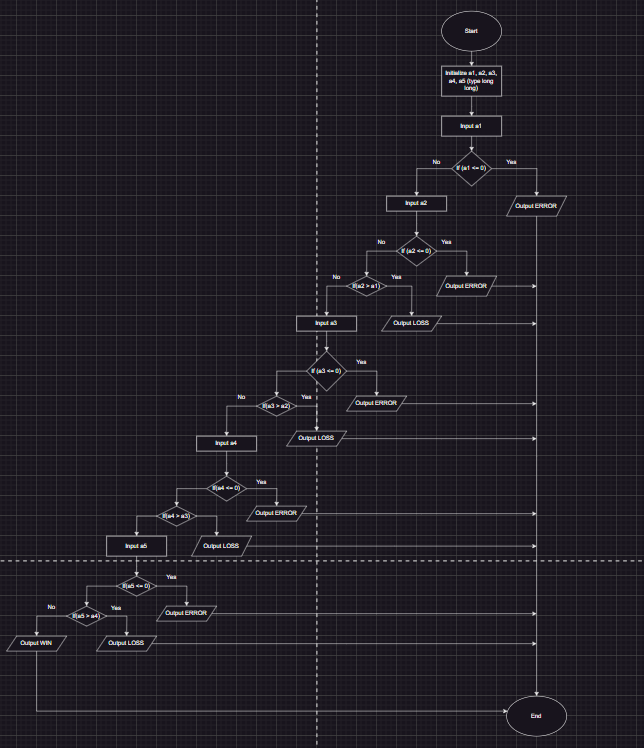 Start
Initialize a1, a2, a3,
a4, a5 (type long
long)
Input a1
No
Yes
If (a1 <= 0)
Input a2
Output ERROR
No
Yes
If (a2 <= 0)
No
Yes
If(a2 > a1)
Output ERROR
Input a3
Output LOSS
Yes
If (a3 <= 0)
No
Yes
If(a3 > a2)
Output ERROR
Input a4
Output LOSS
Yes
If(a4 <= 0)
If(a4 > a3)
Output ERROR
Input a5
Output LOSS
Yes
If(a5 <= 0)
No
Yes
If(a5 > a4)
Output ERROR
Output WIN
Output LOSS
End